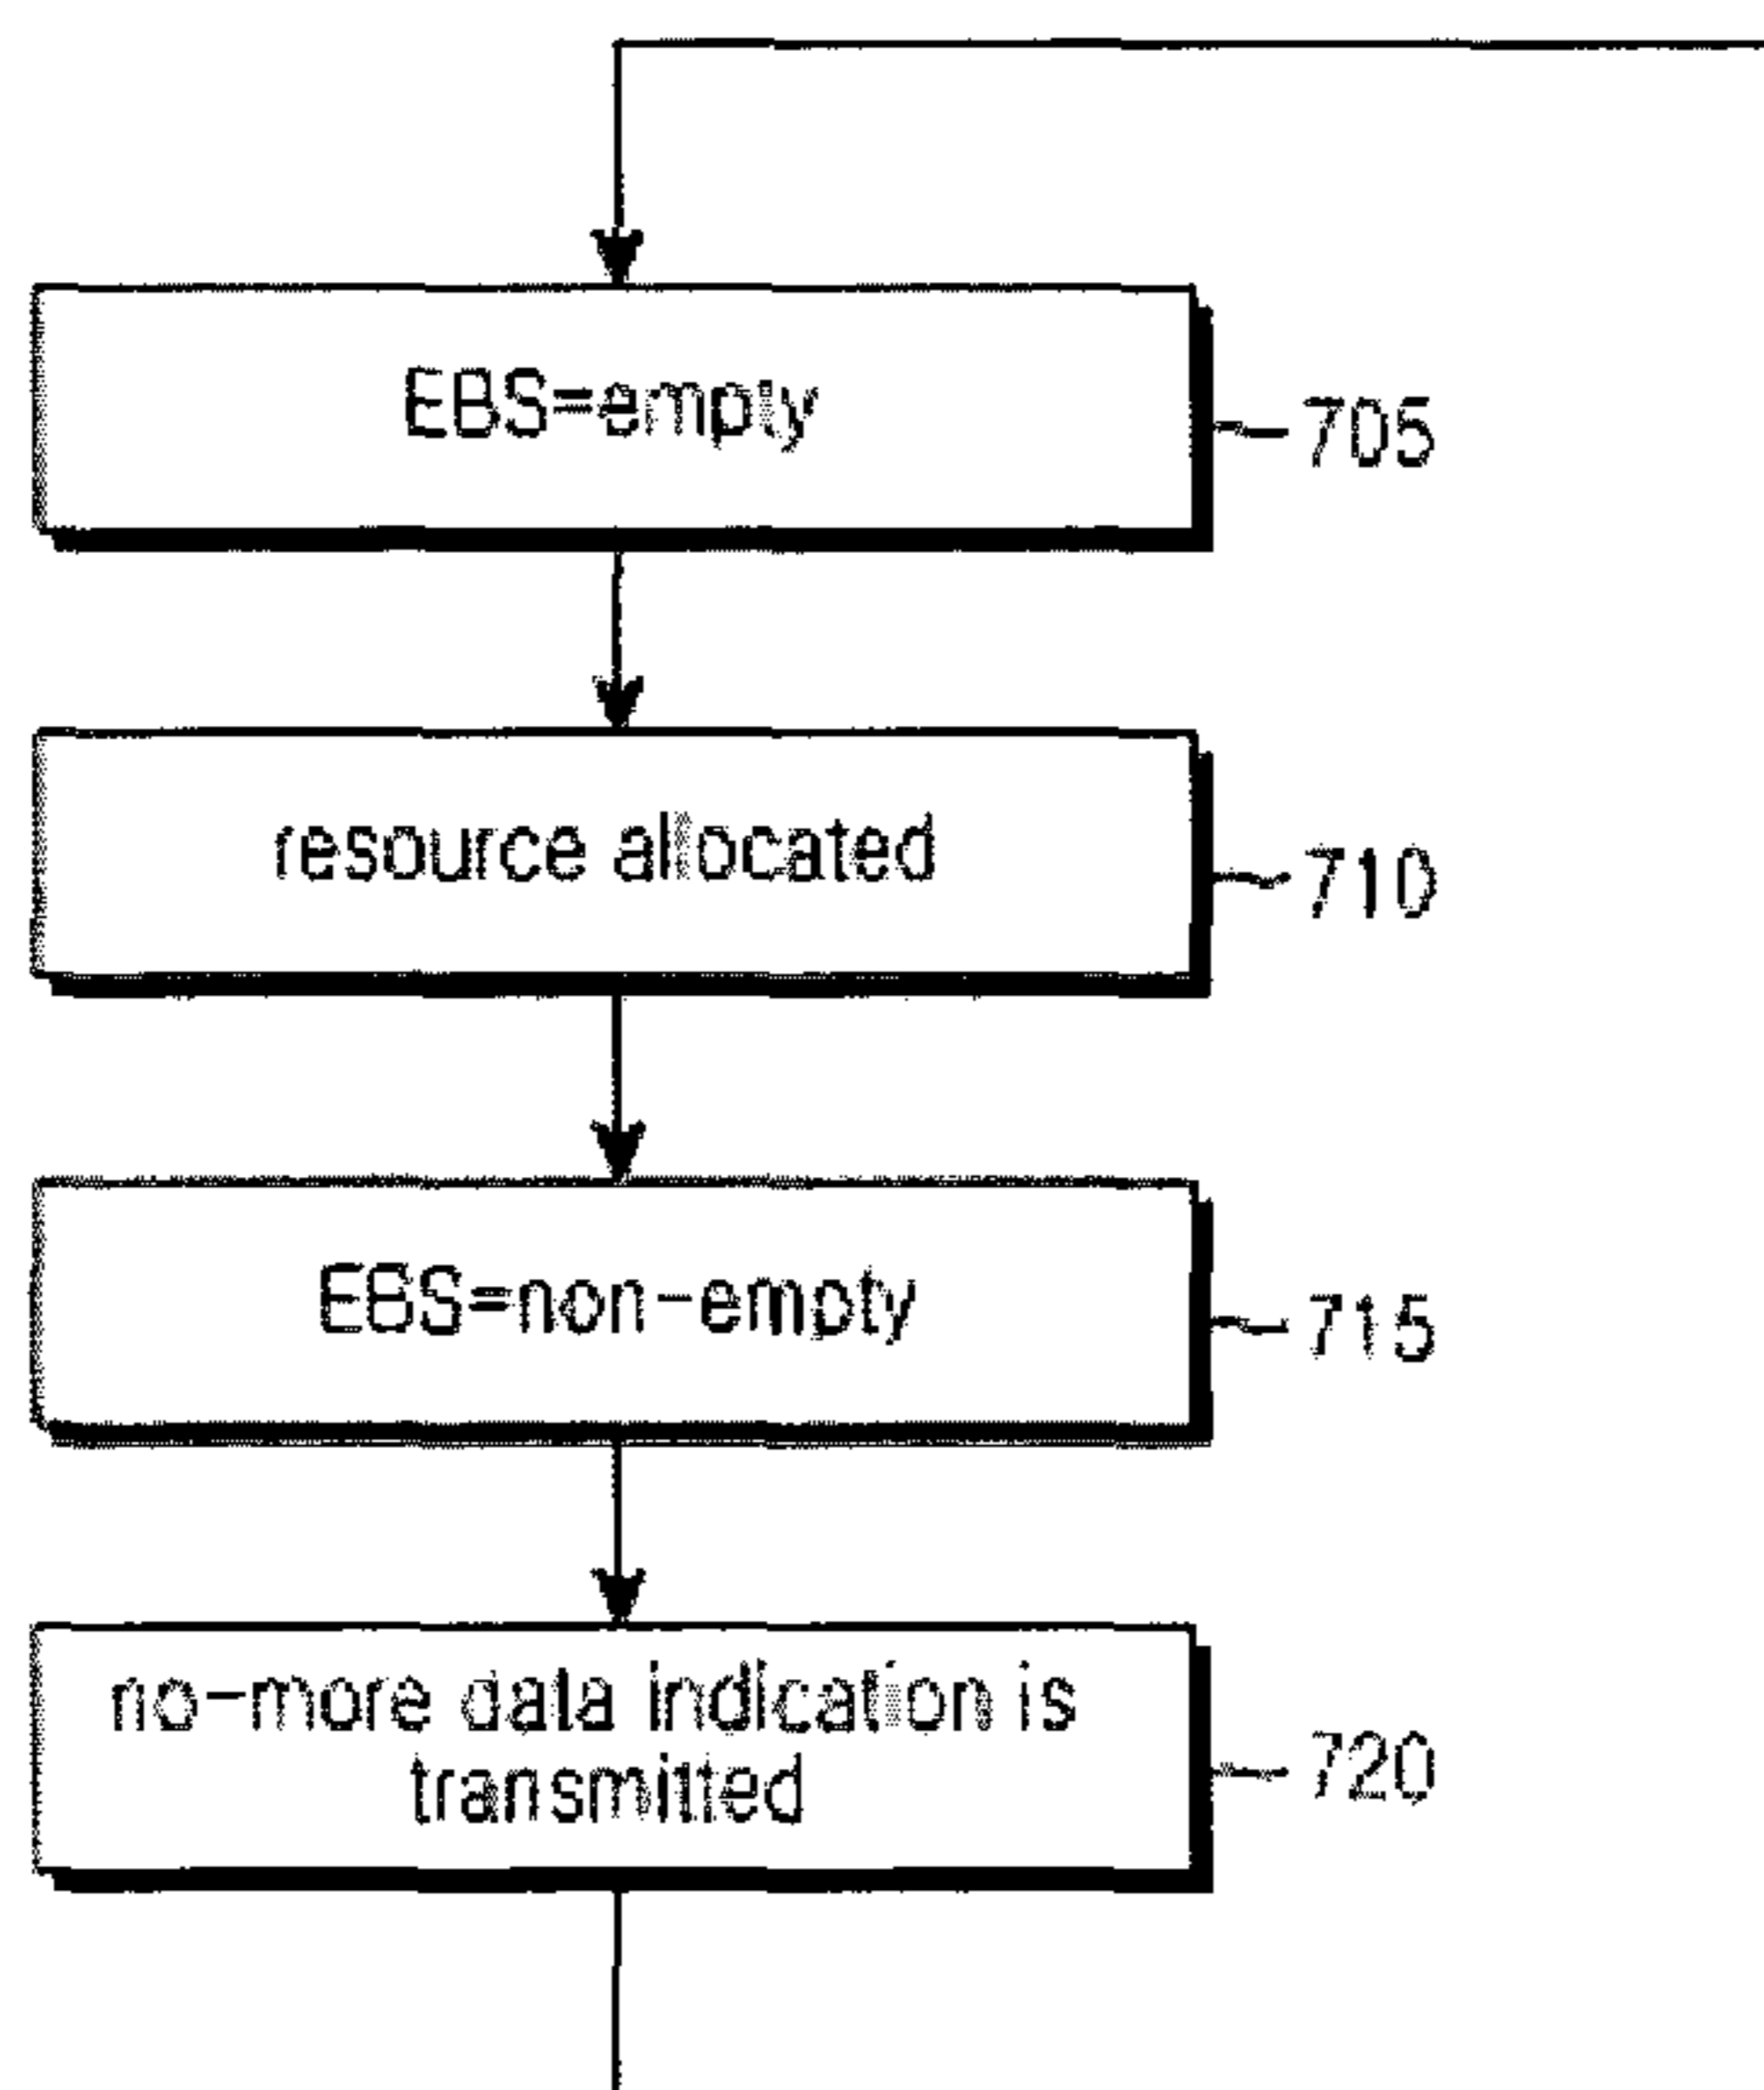 EBS=empty
705
resource allocated
710
EBS=non-empty
715
no-more data indication is
transmitted
720